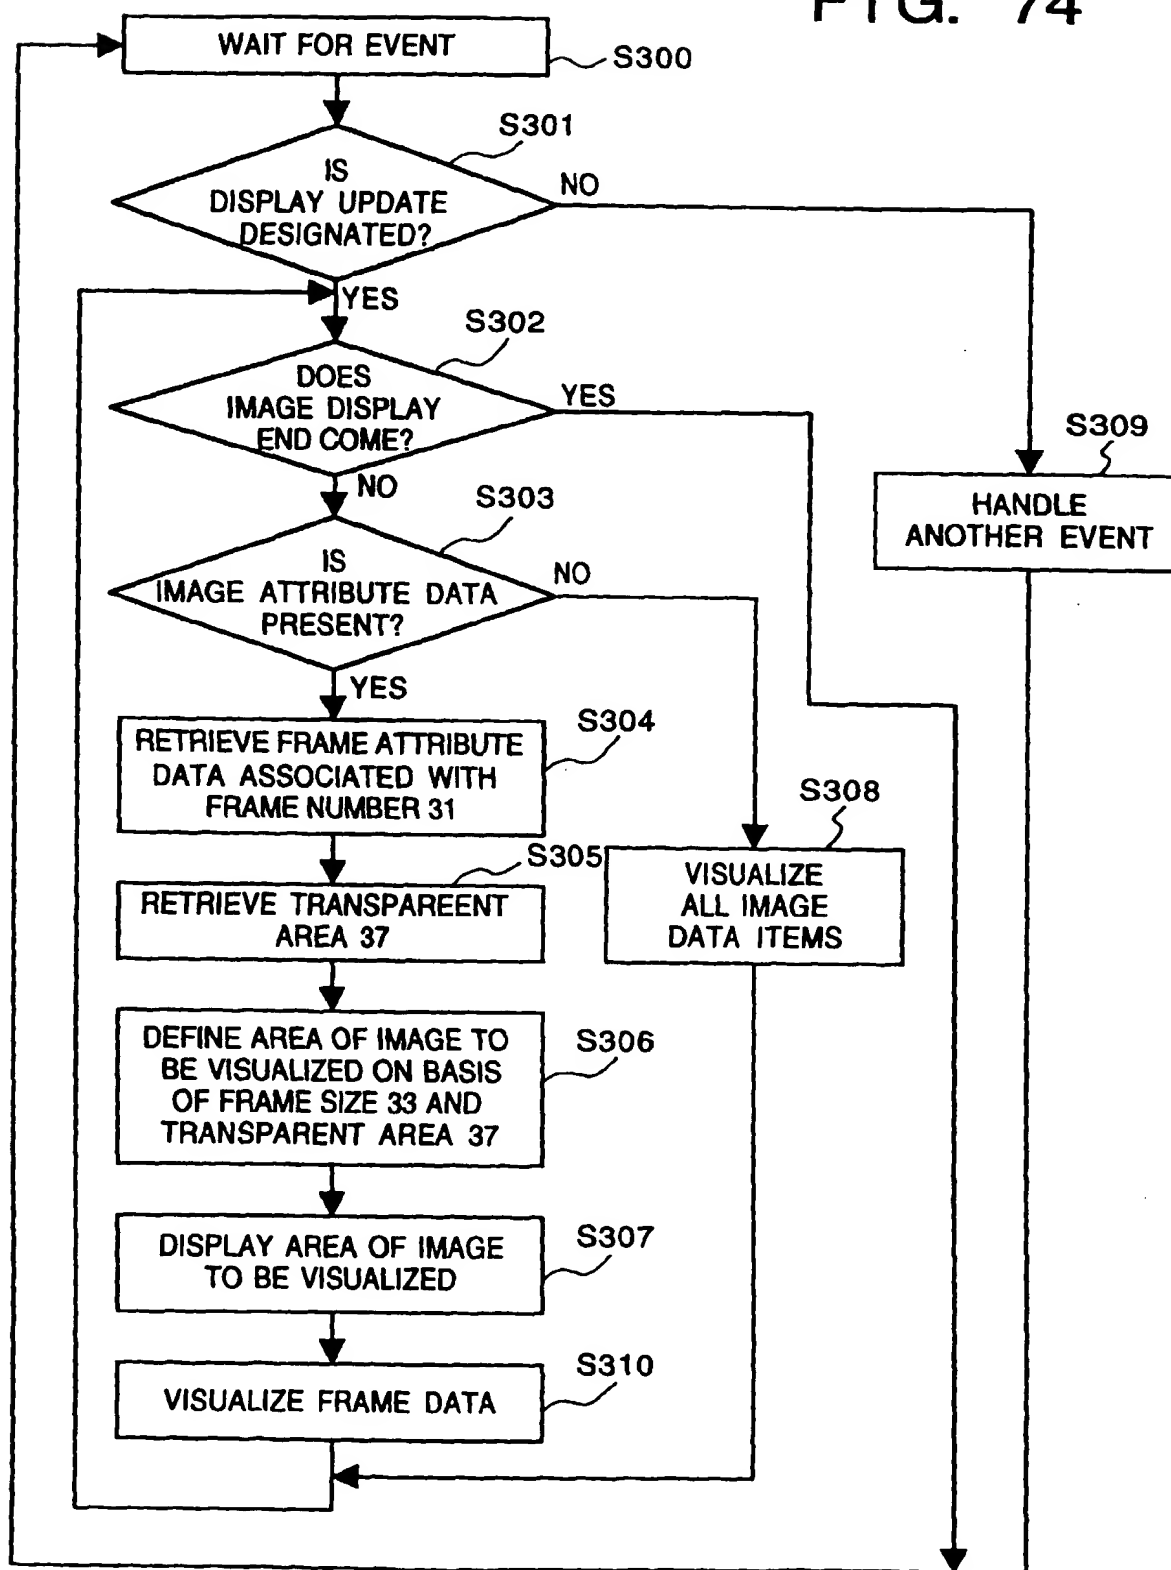 FIG. 74
WAIT FOR EVENT
S300
S301
IS
DISPLAY UPDATE
DESIGNATED?
NO
YES
S302
DOES
IMAGE DISPLAY
END COME?
YES
NO
S303
IS
IMAGE ATTRIBUTE DATA
PRESENT?
NO
YES
S309
HANDLE
ANOTHER EVENT
S304
RETRIEVE FRAME ATTRIBUTE
DATA ASSOCIATED WITH
FRAME NUMBER 31
S305
RETRIEVE TRANSPAREENT
AREA 37
S308
VISUALIZE
ALL IMAGE
DATA ITEMS
S306
DEFINE AREA OF IMAGE TO
BE VISUALIZED ON BASIS
OF FRAME SIZE 33 AND
TRANSPARENT AREA 37
S307
DISPLAY AREA OF IMAGE
TO BE VISUALIZED
S310
VISUALIZE FRAME DATA